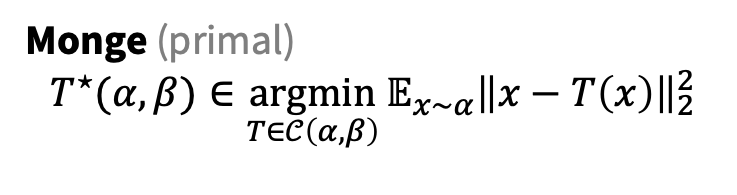 Monge (primal)
T⋆(α, β) ∈ argmin 𝔼ₓ∼α‖x − T(x)‖₂²
T∈𝒞(α,β)